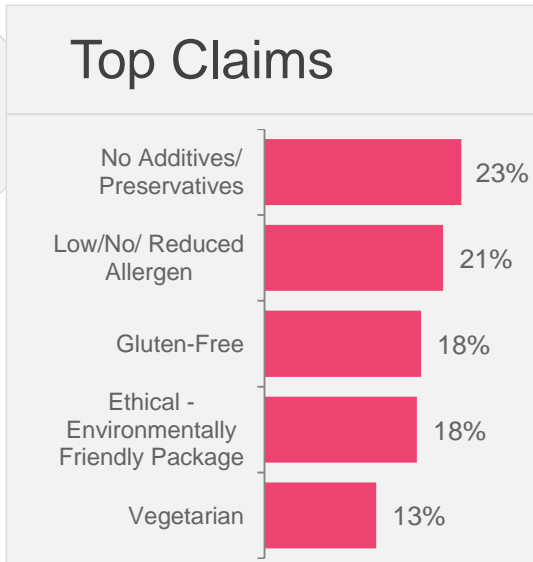 Top Claims
No Additives/
Preservatives
23%
Low/No/ Reduced
Allergen
21%
Gluten-Free
18%
Ethical -
Environmentally
Friendly Package
18%
Vegetarian
13%